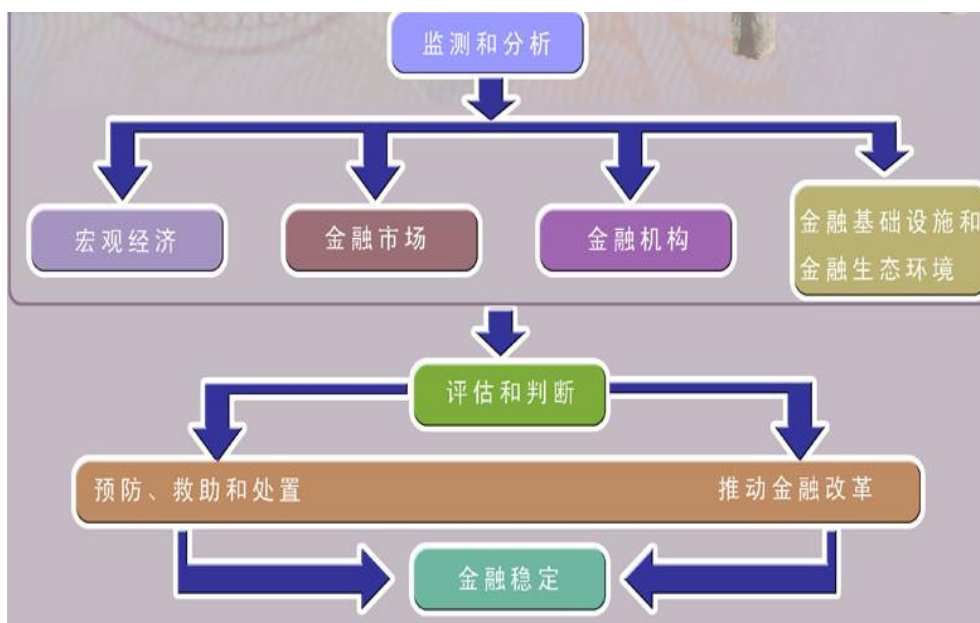 监测和分析
宏观经济
金融市场
金融机构
金融基础设施和
金融生态环境
评估和判断
预防、救助和处置
推动金融改革
金融稳定